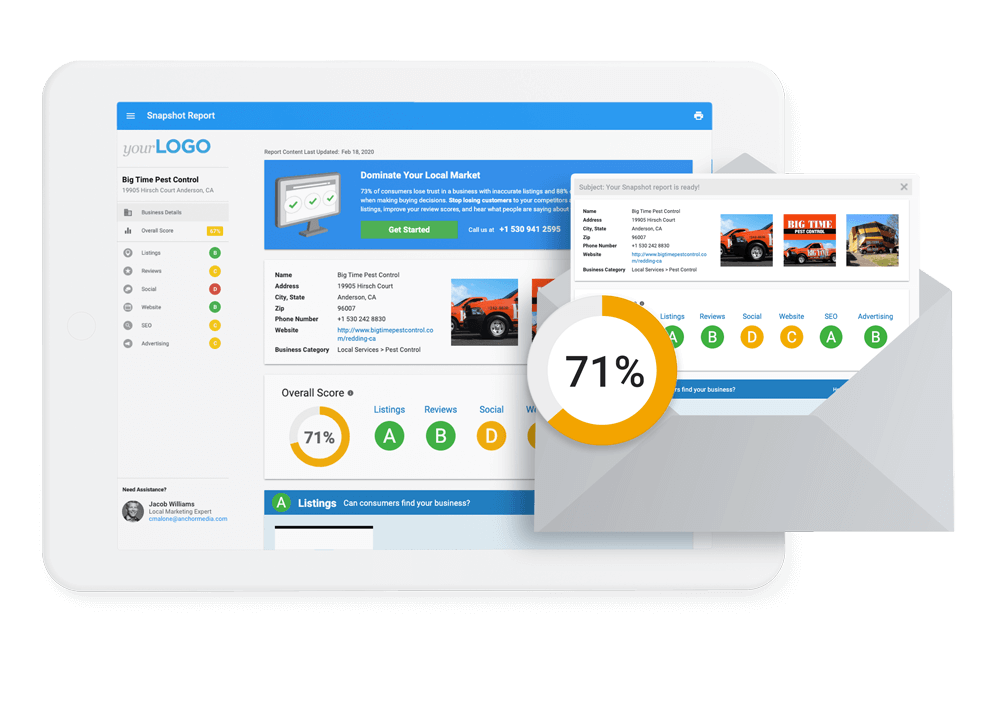 Snapshot Report
yourLOGO
Big Time Pest Control
19905 Hirsch Court Anderson, CA
Business Details
Overall Score 67%
Listings B
Reviews C
Social D
Website B
SEO C
Advertising C
Need Assistance?
Jacob Williams
Local Marketing Expert
cmalone@anchormedia.com
Report Content Last Updated: Feb 18, 2020
Dominate Your Local Market
73% of consumers lose trust in a business with inaccurate listings and 88%
when making buying decisions. Stop losing customers to your competitors
listings, improve your review scores, and hear what people are saying about
Get Started
Call us at +1 530 941 2595
Name Big Time Pest Control
Address 19905 Hirsch Court
City, State Anderson, CA
Zip 96007
Phone Number +1 530 242 8830
Website http://www.bigtimepestcontrol.co
m/redding-ca
Business Category Local Services > Pest Control
Overall Score
71%
Listings Reviews Social We
A B D
A Listings Can consumers find your business?
Subject: Your Snapshot report is ready!
Name Big Time Pest Control
Address 19905 Hirsch Court
City, State Anderson, CA
Zip 96007
Phone Number +1 530 242 8830
Website http://www.bigtimepestcontrol.co
m/redding-ca
Business Category Local Services > Pest Control
BIG TIME
PEST CONTROL
BIG TIME
Listings Reviews Social Website SEO Advertising
A B D C A B
71%
ers find your business?